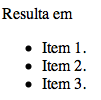 Resulta em
• Item 1.
• Item 2.
• Item 3.